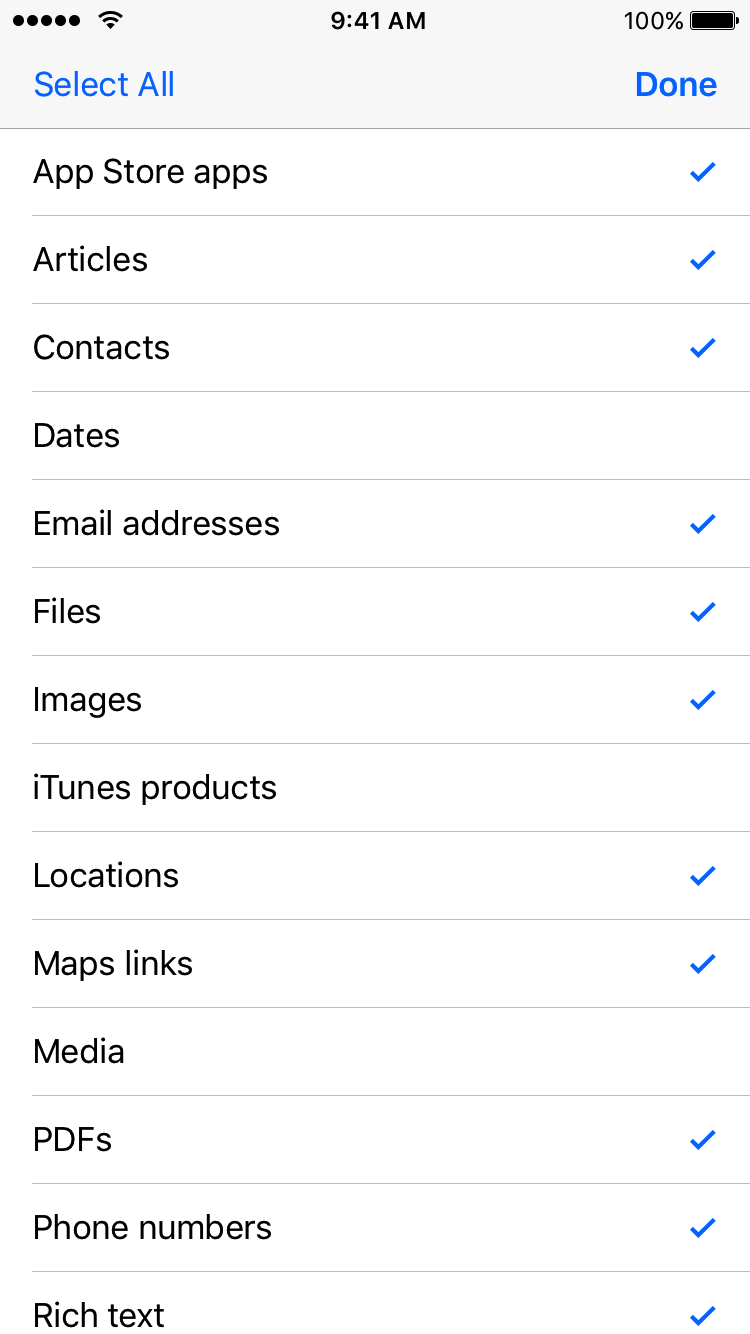 9:41 AM 100%
Select All Done
App Store apps
Articles
Contacts
Dates
Email addresses
Files
Images
iTunes products
Locations
Maps links
Media
PDFs
Phone numbers
Rich text